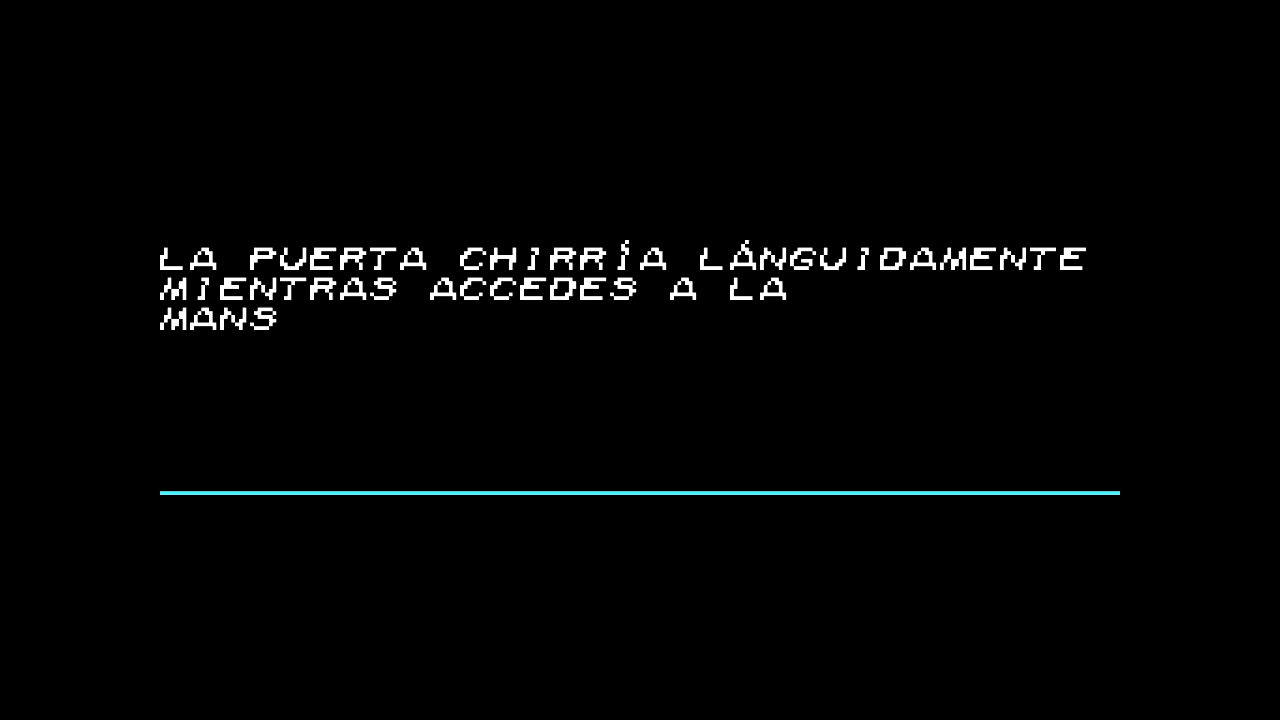 LA PUERTA CHIRRÍA LÁNGUIDAMENTE
MIENTRAS ACCEDES A LA
MANS